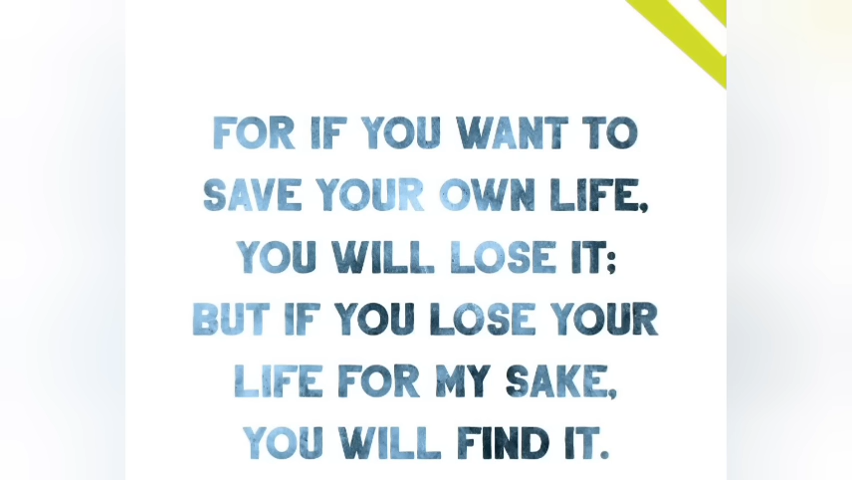 FOR IF YOU WANT TO
SAVE YOUR OWN LIFE,
YOU WILL LOSE IT;
BUT IF YOU LOSE YOUR
LIFE FOR MY SAKE,
YOU WILL FIND IT.